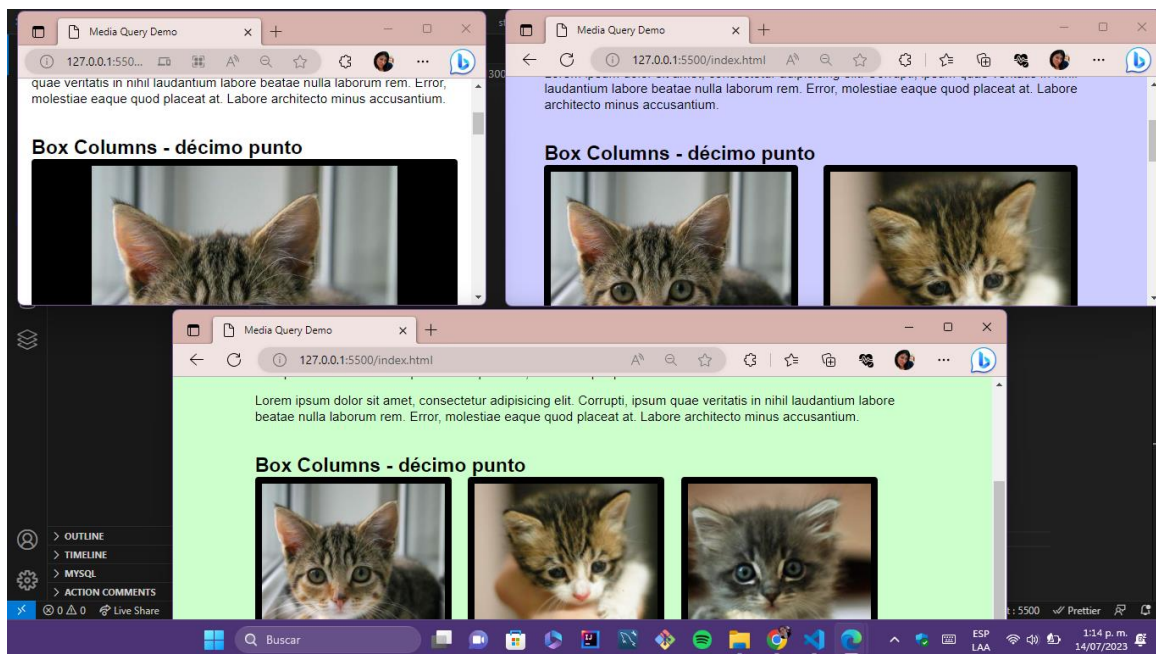 Media Query Demo
127.0.0.1:550...
quae veritatis in nihil laudantium labore beatae nulla laborum rem. Error,
molestiae eaque quod placeat at. Labore architecto minus accusantium.
Box Columns - décimo punto
300
Media Query Demo
127.0.0.1:5500/index.html
laudantium labore beatae nulla laborum rem. Error, molestiae eaque quod placeat at. Labore
architecto minus accusantium.
Box Columns - décimo punto
Media Query Demo
127.0.0.1:5500/index.html
Lorem ipsum dolor sit amet, consectetur adipisicing elit. Corrupti, ipsum quae veritatis in nihil laudantium labore
beatae nulla laborum rem. Error, molestiae eaque quod placeat at. Labore architecto minus accusantium.
Box Columns - décimo punto
OUTLINE
TIMELINE
MYSQL
ACTION COMMENTS
0 0 Live Share
t : 5500 Prettier
Buscar
ESP
LAA
1:14 p. m.
14/07/2023